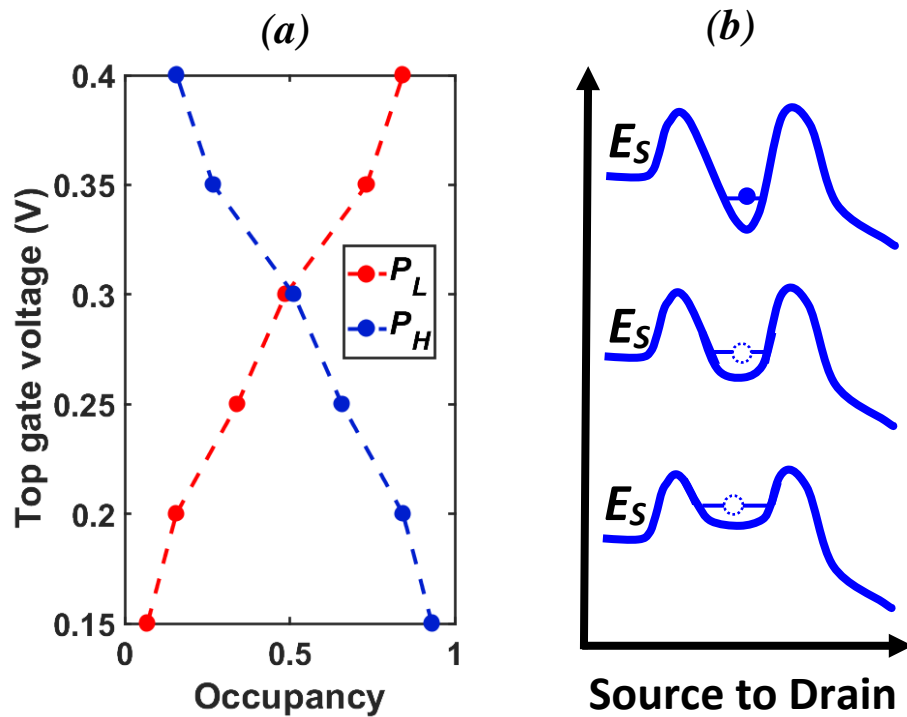 (a)
(b)
0.4
0.35
0.3
0.25
0.2
0.15
0
0.5
1
Top gate voltage (V)
Occupancy
P_L
P_H
E_S
E_S
E_S
Source to Drain